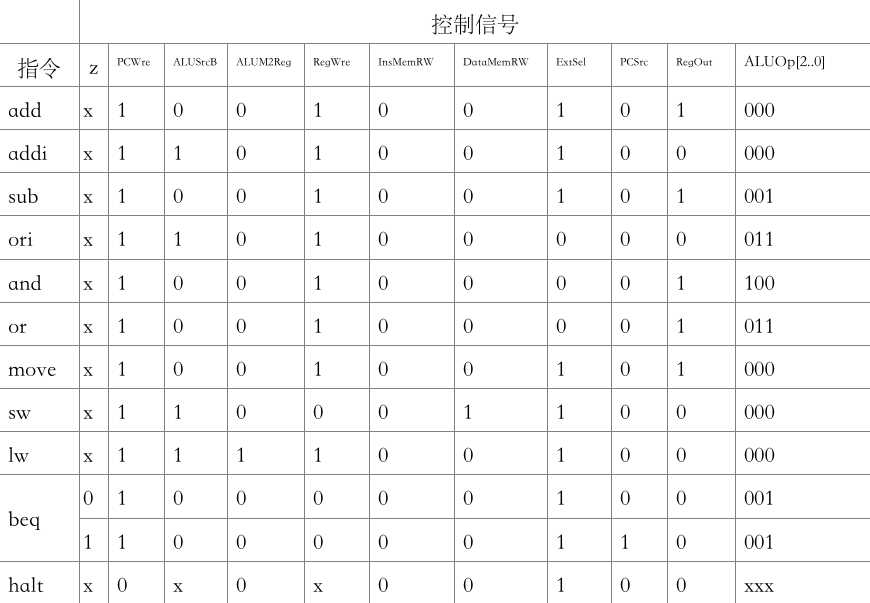 控制信号
指令 z PCWre ALUSrcB ALUM2Reg RegWre InsMemRW DataMemRW ExtSel PCSrc RegOut ALUOp[2..0]
add x 1 0 0 1 0 0 1 0 1 000
addi x 1 1 0 1 0 0 1 0 0 000
sub x 1 0 0 1 0 0 1 0 1 001
ori x 1 1 0 1 0 0 0 0 0 011
and x 1 0 0 1 0 0 0 0 1 100
or x 1 0 0 1 0 0 0 0 1 011
move x 1 0 0 1 0 0 1 0 1 000
sw x 1 1 0 0 0 1 1 0 0 000
lw x 1 1 1 1 0 0 1 0 0 000
beq 0 1 0 0 0 0 0 1 0 0 001
1 1 0 0 0 0 0 1 1 0 001
halt x 0 x 0 x 0 0 1 0 0 xxx